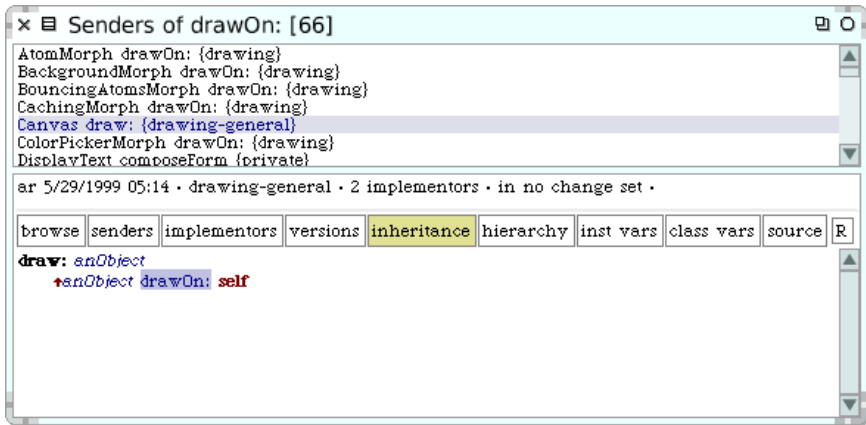 Senders of drawOn: [66]
AtomMorph drawOn: {drawing}
BackgroundMorph drawOn: {drawing}
BouncingAtomsMorph drawOn: {drawing}
CachingMorph drawOn: {drawing}
Canvas draw: {drawing-general}
ColorPickerMorph drawOn: {drawing}
DisplayText composeForm {private}
ar 5/29/1999 05:14 · drawing-general · 2 implementors · in no change set ·
browse senders implementors versions inheritance hierarchy inst vars class vars source R
draw: anObject
↑anObject drawOn: self